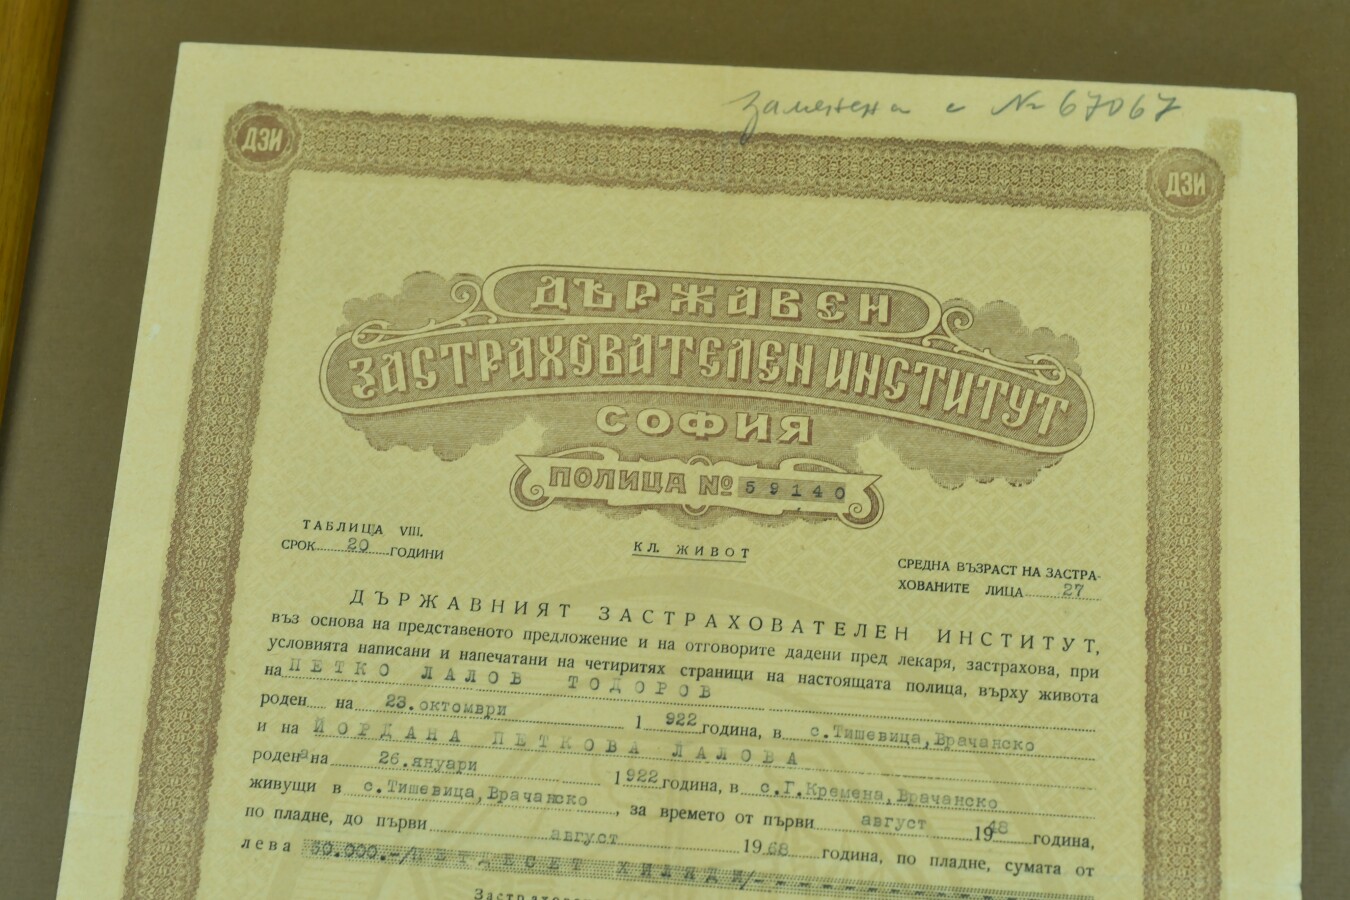 Заменена с № 67067
ДЗИ
ДЗИ
ДЪРЖАВЕН
ЗАСТРАХОВАТЕЛЕН ИНСТИТУТ
СОФИЯ
ПОЛИЦА № 59140
ТАБЛИЦА VIII.
СРОК 20 ГОДИНИ
КЛ. ЖИВОТ
СРЕДНА ВЪЗРАСТ НА ЗАСТРА-
ХОВАНИТЕ ЛИЦА 27
ДЪРЖАВНИЯТ ЗАСТРАХОВАТЕЛЕН ИНСТИТУТ,
въз основа на представеното предложение и на отговорите дадени пред лекаря, застрахова, при
условията написани и напечатани на четиритях страници на настоящата полица, върху живота
на ПЕТКО ЛАЛОВ ТОДОРОВ
роден на 23.октомври 1922 година, в с.Тишевица,Врачанско
и на ЙОРДАНА ПЕТКОВА ЛАЛОВА
родена на 26.януари 1922 година, в с.Г.Кремена,Врачанско
живущи в с.Тишевица,Врачанско, за времето от първи август 1948 година,
по пладне, до първи август 1968 година, по пладне, сумата от
лева 50.000.-/ПЕТДЕСЕТ ХИЛЯДИ/- - - - - - - - -